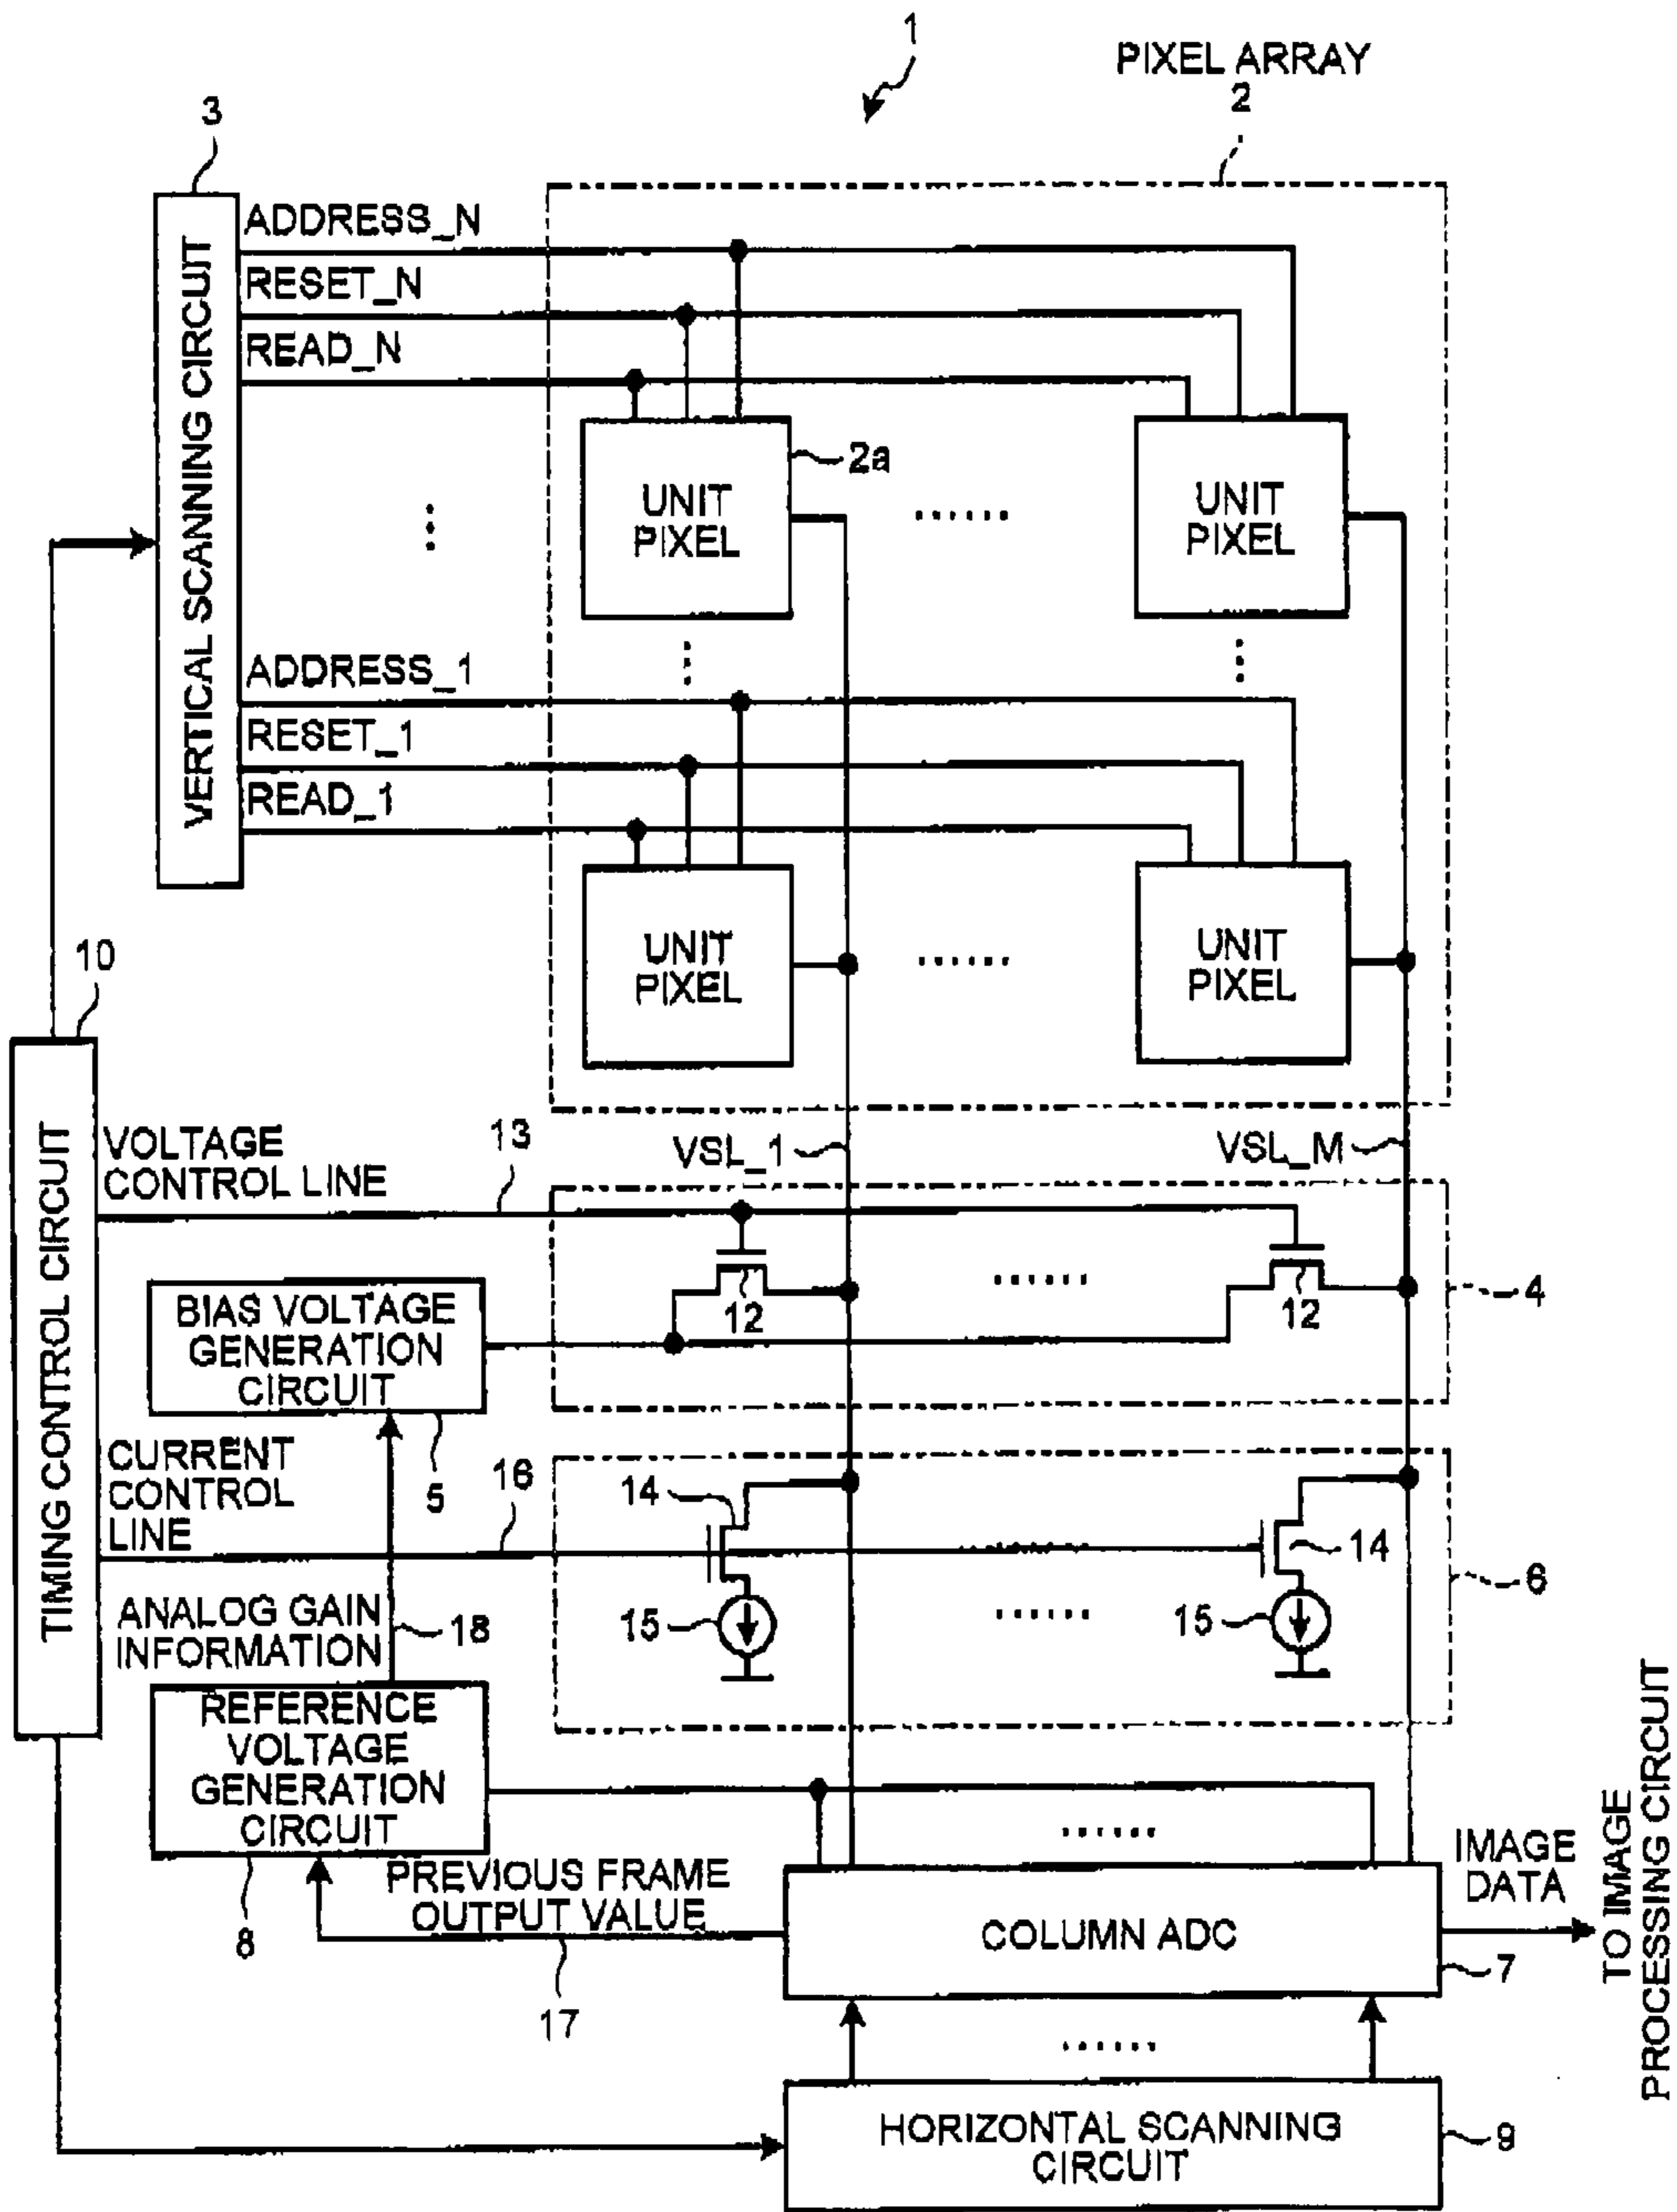 1
PIXEL ARRAY
2
3
VERTICAL SCANNING CIRCUIT
ADDRESS_N
RESET_N
READ_N
2a
UNIT
PIXEL
......
UNIT
PIXEL
ADDRESS_1
RESET_1
READ_1
UNIT
PIXEL
......
UNIT
PIXEL
10
TIMING CONTROL CIRCUIT
VOLTAGE
CONTROL LINE
13
VSL_1
VSL_M
12
......
12
4
BIAS VOLTAGE
GENERATION
CIRCUIT
5
CURRENT
CONTROL
LINE
16
14
14
6
15
......
15
ANALOG GAIN
INFORMATION
18
REFERENCE
VOLTAGE
GENERATION
CIRCUIT
8
PREVIOUS FRAME
OUTPUT VALUE
17
......
COLUMN ADC
7
IMAGE
DATA
TO IMAGE
PROCESSING CIRCUIT
......
HORIZONTAL SCANNING
CIRCUIT
9